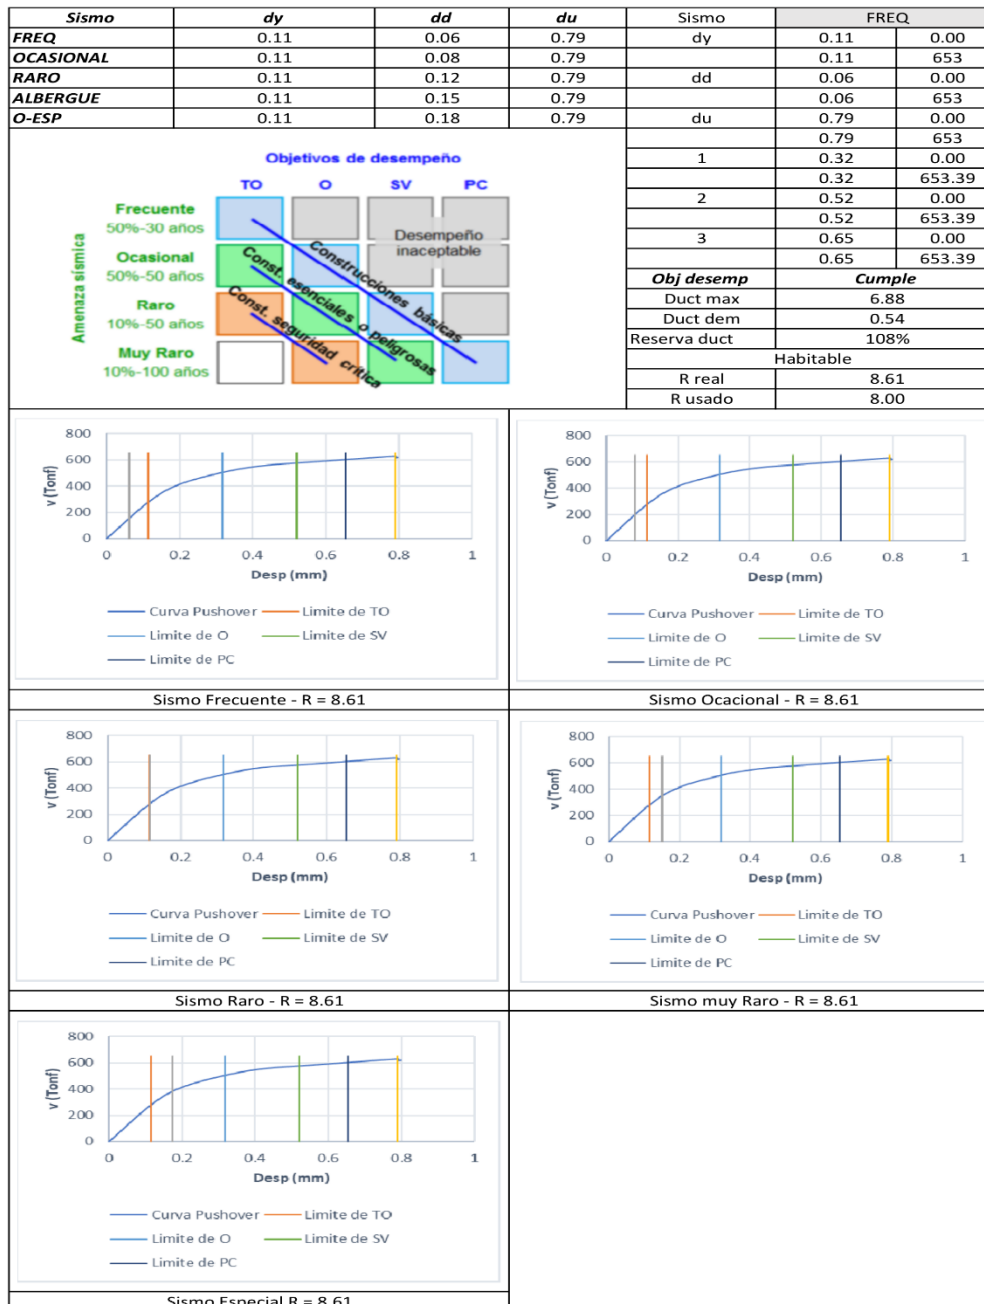 Sismo dy dd du Sismo FREQ
FREQ 0.11 0.06 0.79 dy 0.11 0.00
OCASIONAL 0.11 0.08 0.79 0.11 653
RARO 0.11 0.12 0.79 dd 0.06 0.00
ALBERGUE 0.11 0.15 0.79 0.06 653
O-ESP 0.11 0.18 0.79 du 0.79 0.00
0.79 653
1 0.32 0.00
0.32 653.39
2 0.52 0.00
0.52 653.39
3 0.65 0.00
0.65 653.39
Obj desemp Cumple
Duct max 6.88
Duct dem 0.54
Reserva duct 108%
Habitable
R real 8.61
R usado 8.00
Objetivos de desempeño
TO O SV PC
Amenaza sísmica
Frecuente
50%-30 años
Ocasional
50%-50 años
Raro
10%-50 años
Muy Raro
10%-100 años
Desempeño
inaceptable
Construcciones básicas
Const. esenciales o peligrosas
Const. seguridad crítica
800
600
400
200
0
v (Tonf)
0 0.2 0.4 0.6 0.8 1
Desp (mm)
Curva Pushover Limite de TO
Limite de O Limite de SV
Limite de PC
Sismo Frecuente - R = 8.61
800
600
400
200
0
v (Tonf)
0 0.2 0.4 0.6 0.8 1
Desp (mm)
Curva Pushover Limite de TO
Limite de O Limite de SV
Limite de PC
Sismo Ocacional - R = 8.61
800
600
400
200
0
v (Tonf)
0 0.2 0.4 0.6 0.8 1
Desp (mm)
Curva Pushover Limite de TO
Limite de O Limite de SV
Limite de PC
Sismo Raro - R = 8.61
800
600
400
200
0
v (Tonf)
0 0.2 0.4 0.6 0.8 1
Desp (mm)
Curva Pushover Limite de TO
Limite de O Limite de SV
Limite de PC
Sismo muy Raro - R = 8.61
800
600
400
200
0
v (Tonf)
0 0.2 0.4 0.6 0.8 1
Desp (mm)
Curva Pushover Limite de TO
Limite de O Limite de SV
Limite de PC
Sismo Especial R = 8.61